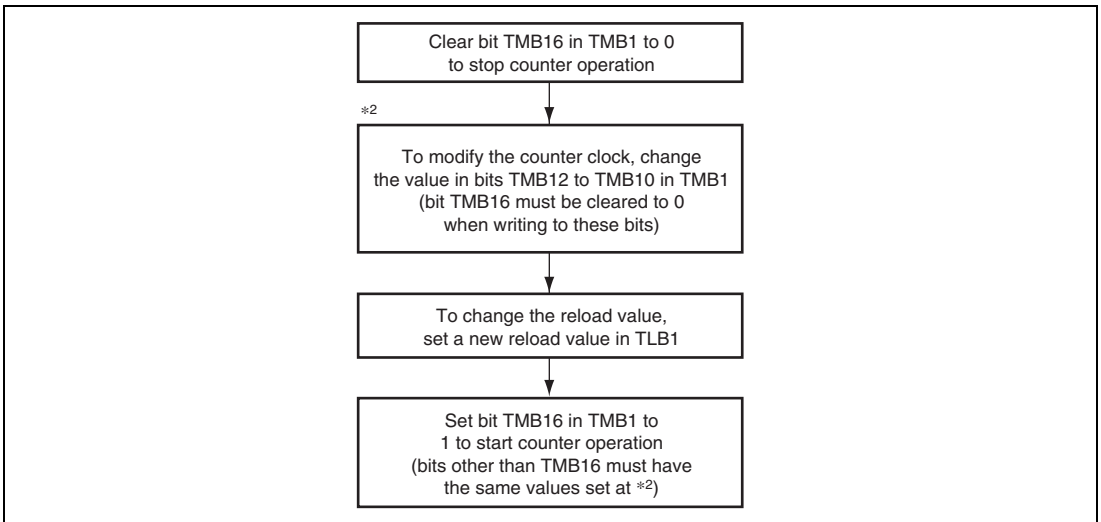 Clear bit TMB16 in TMB1 to 0
to stop counter operation
*2
To modify the counter clock, change
the value in bits TMB12 to TMB10 in TMB1
(bit TMB16 must be cleared to 0
when writing to these bits)
To change the reload value,
set a new reload value in TLB1
Set bit TMB16 in TMB1 to
1 to start counter operation
(bits other than TMB16 must have
the same values set at *2)